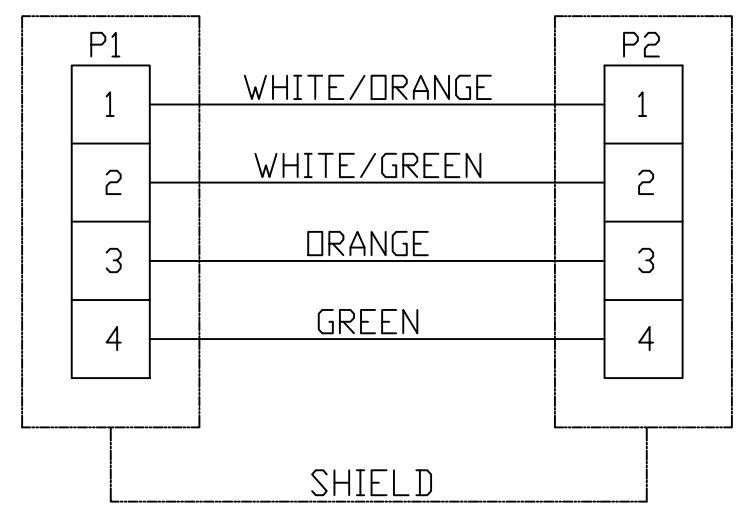 P1 P2
1 WHITE/ORANGE 1
2 WHITE/GREEN 2
3 ORANGE 3
4 GREEN 4
SHIELD